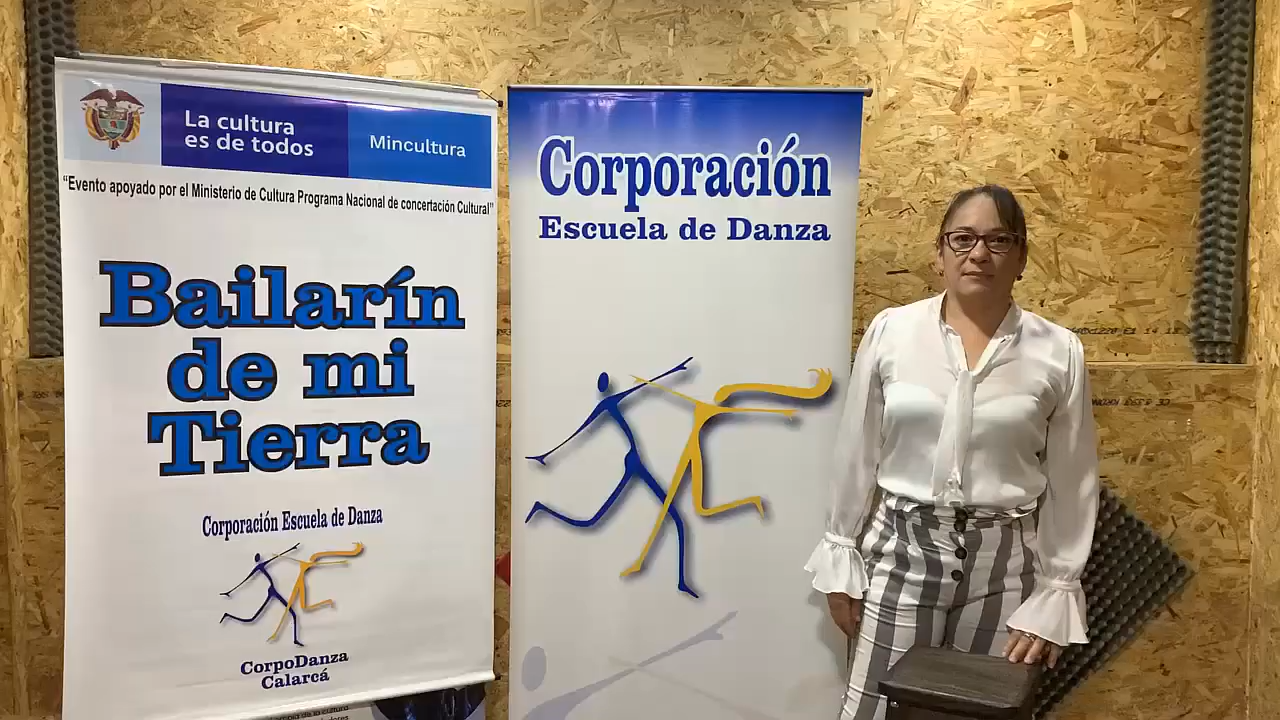 La cultura
es de todos
Mincultura
“Evento apoyado por el Ministerio de Cultura Programa Nacional de concertación Cultural”
Bailarín
de mi
Tierra
Corporación Escuela de Danza
CorpoDanza
Calarcá
Corporación
Escuela de Danza